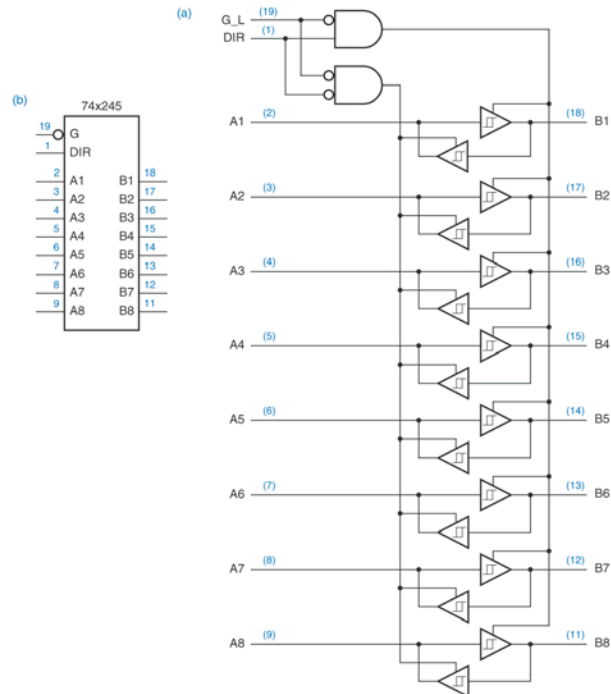 (a)
G_L (19)
DIR (1)
(b)
74x245
19 G
1 DIR
2 A1 B1 18
3 A2 B2 17
4 A3 B3 16
5 A4 B4 15
6 A5 B5 14
7 A6 B6 13
8 A7 B7 12
9 A8 B8 11
A1 (2) (18) B1
A2 (3) (17) B2
A3 (4) (16) B3
A4 (5) (15) B4
A5 (6) (14) B5
A6 (7) (13) B6
A7 (8) (12) B7
A8 (9) (11) B8